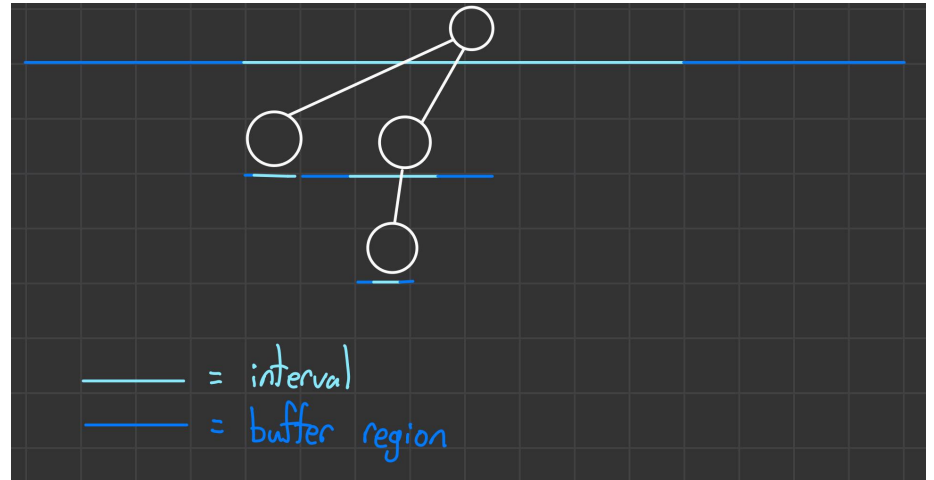 = interval
= buffer region